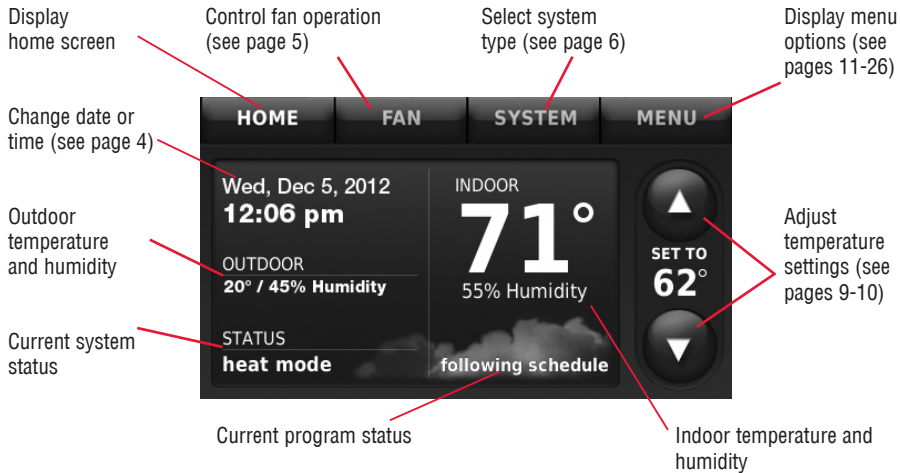 Display
home screen
Control fan operation
(see page 5)
Select system
type (see page 6)
Display menu
options (see
pages 11-26)
Change date or
time (see page 4)
Outdoor
temperature
and humidity
Current system
status
HOME
FAN
SYSTEM
MENU
Wed, Dec 5, 2012
12:06 pm
OUTDOOR
20° / 45% Humidity
STATUS
heat mode
INDOOR
71°
55% Humidity
following schedule
SET TO
62°
Adjust
temperature
settings (see
pages 9-10)
Current program status
Indoor temperature and
humidity